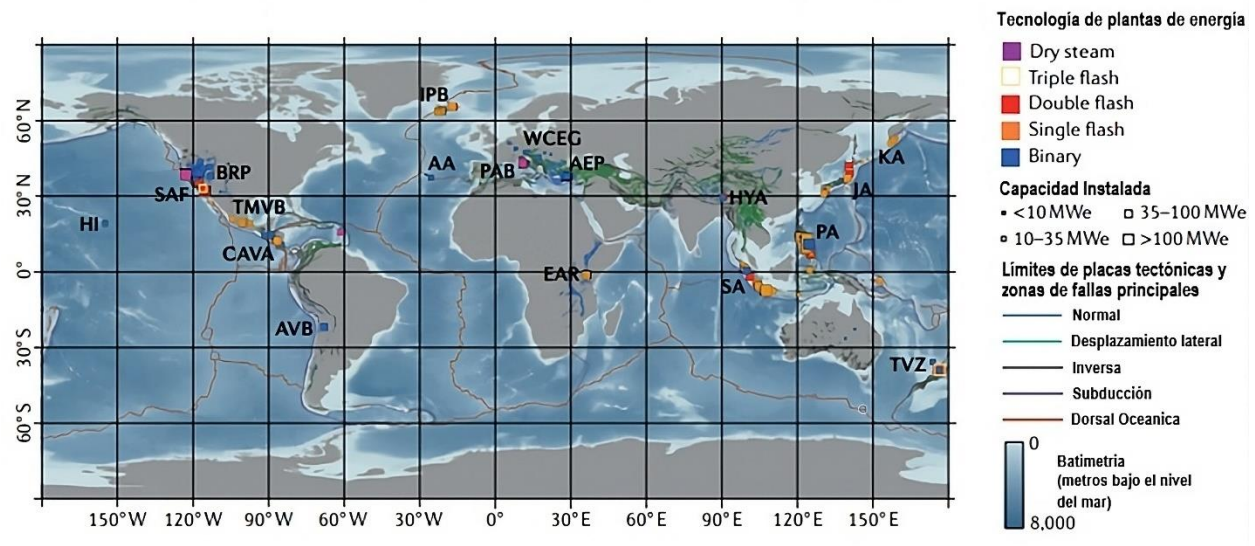 Tecnología de plantas de energía
Dry steam
Triple flash
Double flash
Single flash
Binary
Capacidad Instalada
<10 MWe
35–100 MWe
10–35 MWe
>100 MWe
Límites de placas tectónicas y
zonas de fallas principales
Normal
Desplazamiento lateral
Inversa
Subducción
Dorsal Oceanica
0
Batimetria
(metros bajo el nivel
del mar)
8,000
60°N
30°N
0°
30°S
60°S
150°W
120°W
90°W
60°W
30°W
0°
30°E
60°E
90°E
120°E
150°E
IPB
WCEG
KA
BRP
AA
PAB
AEP
SAF
HYA
JA
TMVB
HI
PA
CAVA
EAR
SA
AVB
TVZ